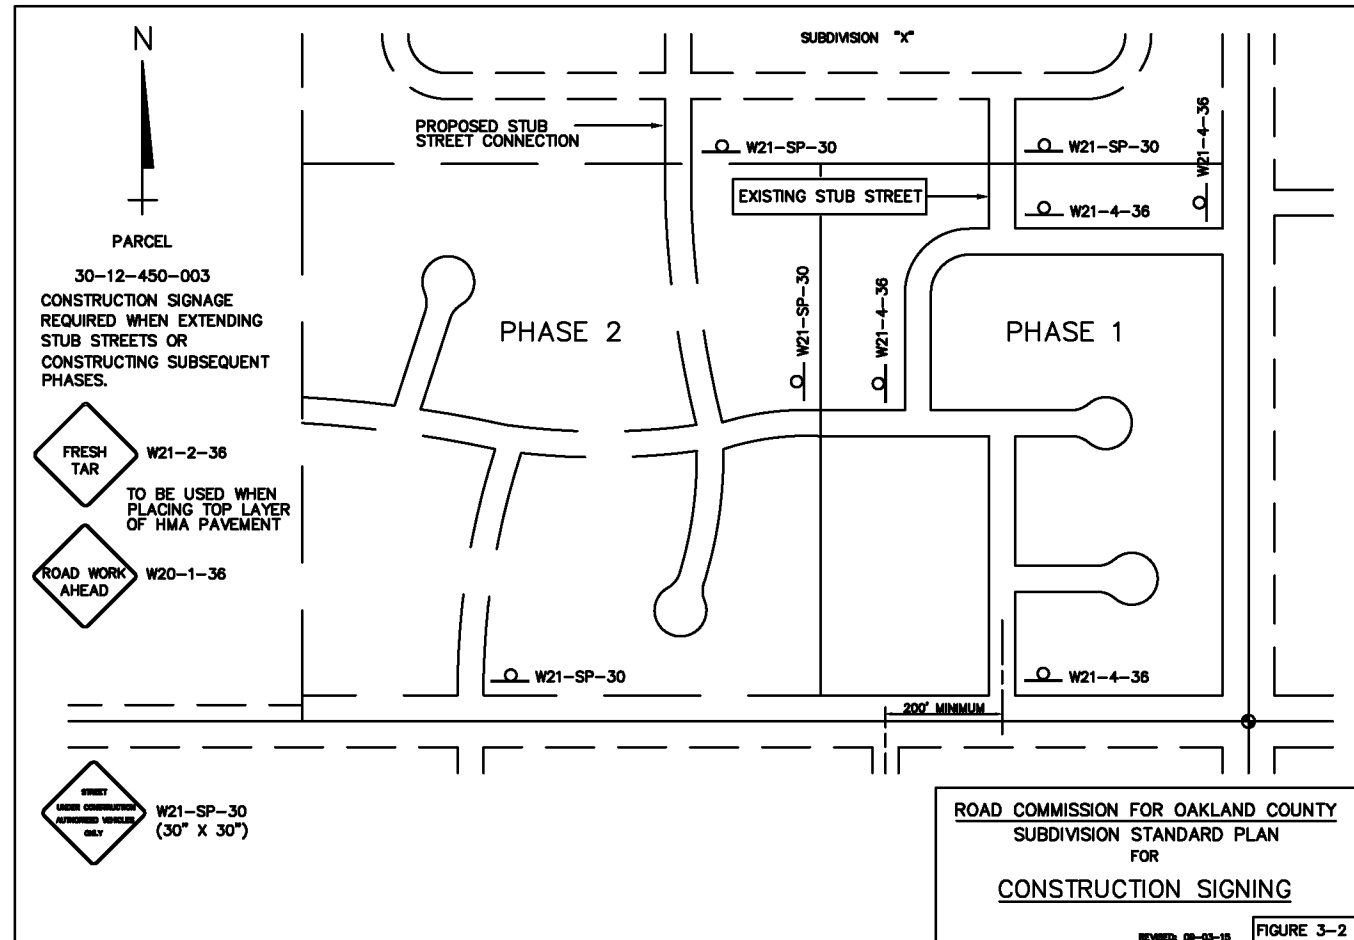 N
SUBDIVISION "X"
PROPOSED STUB
STREET CONNECTION
W21-SP-30
W21-SP-30
W21-4-36
EXISTING STUB STREET
W21-4-36
PARCEL
30-12-450-003
CONSTRUCTION SIGNAGE
REQUIRED WHEN EXTENDING
STUB STREETS OR
CONSTRUCTING SUBSEQUENT
PHASES.
W21-SP-30
W21-4-36
PHASE 2
PHASE 1
FRESH
TAR
W21-2-36
TO BE USED WHEN
PLACING TOP LAYER
OF HMA PAVEMENT
ROAD WORK
AHEAD
W20-1-36
W21-SP-30
W21-4-36
200' MINIMUM
STREET
UNDER CONSTRUCTION
AUTHORIZED VEHICLES
ONLY
W21-SP-30
(30" X 30")
ROAD COMMISSION FOR OAKLAND COUNTY
SUBDIVISION STANDARD PLAN
FOR
CONSTRUCTION SIGNING
REVISED: 09-03-15
FIGURE 3-2